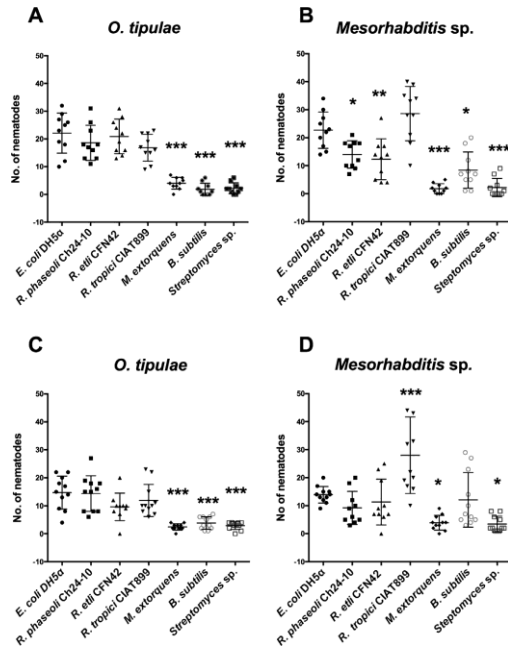 A
O. tipulae
No. of nematodes
50
40
30
20
10
0
-10
***
***
***
E. coli DH5α
R. phaseoli Ch24-10
R. etli CFN42
R. tropici CIAT899
M. extorquens
B. subtilis
Streptomyces sp.
B
Mesorhabditis sp.
No. of nematodes
50
40
30
20
10
0
-10
*
**
***
*
***
E. coli DH5α
R. phaseoli Ch24-10
R. etli CFN42
R. tropici CIAT899
M. extorquens
B. subtilis
Streptomyces sp.
C
O. tipulae
No. of nematodes
50
40
30
20
10
0
-10
***
***
***
E. coli DH5α
R. phaseoli Ch24-10
R. etli CFN42
R. tropici CIAT899
M. extorquens
B. subtilis
Streptomyces sp.
D
Mesorhabditis sp.
No. of nematodes
50
40
30
20
10
0
-10
***
*
*
E. coli DH5α
R. phaseoli Ch24-10
R. etli CFN42
R. tropici CIAT899
M. extorquens
B. subtilis
Streptomyces sp.